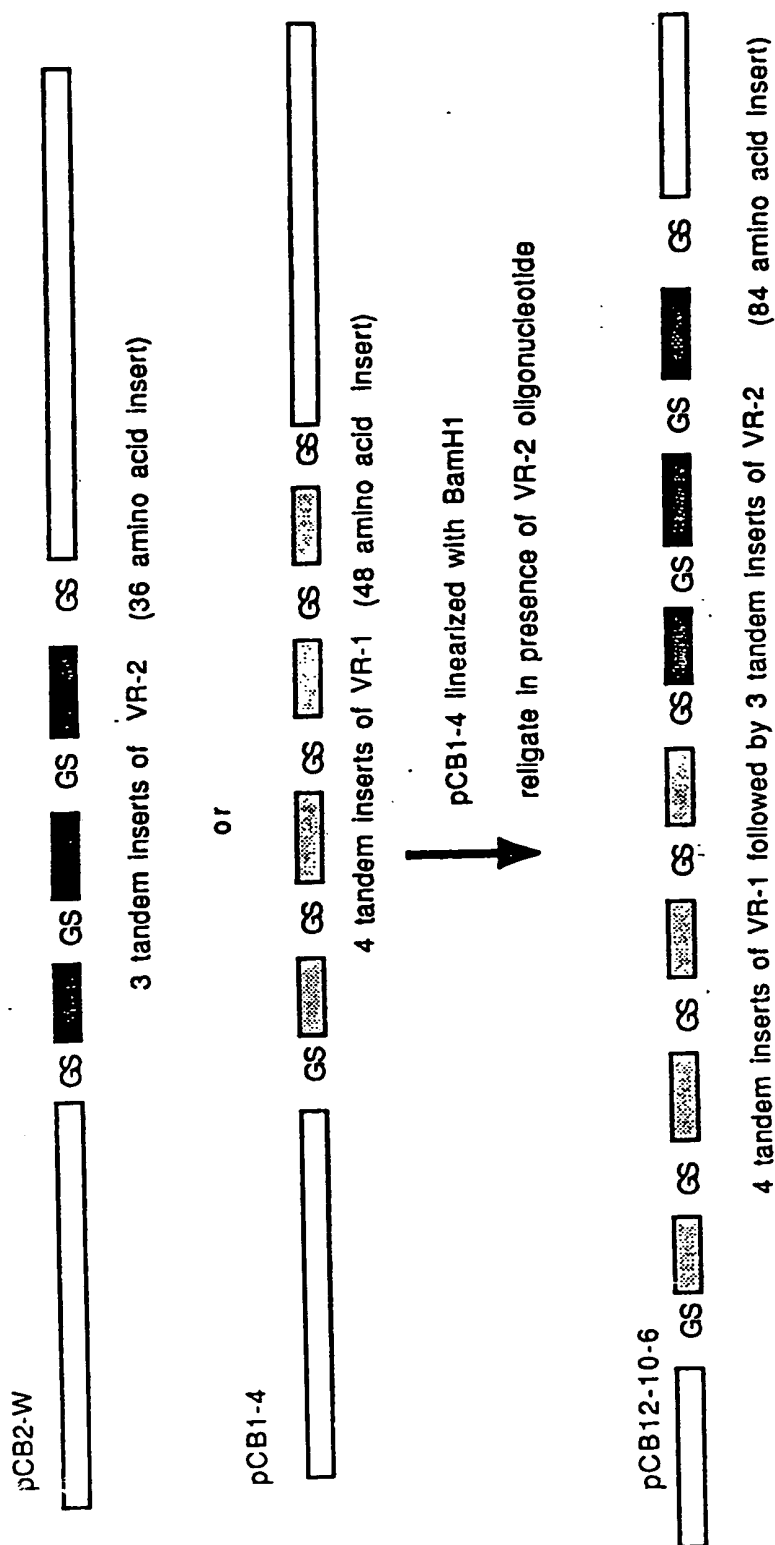 pCB2-W
GS GS GS GS
3 tandem inserts of VR-2 (36 amino acid insert)
or
pCB1-4
GS GS GS GS GS
4 tandem inserts of VR-1 (48 amino acid insert)
pCB1-4 linearized with BamH1
religate in presence of VR-2 oligonucleotide
pCB12-10-6
GS GS GS GS GS GS GS GS
4 tandem inserts of VR-1 followed by 3 tandem inserts of VR-2 (84 amino acid insert)